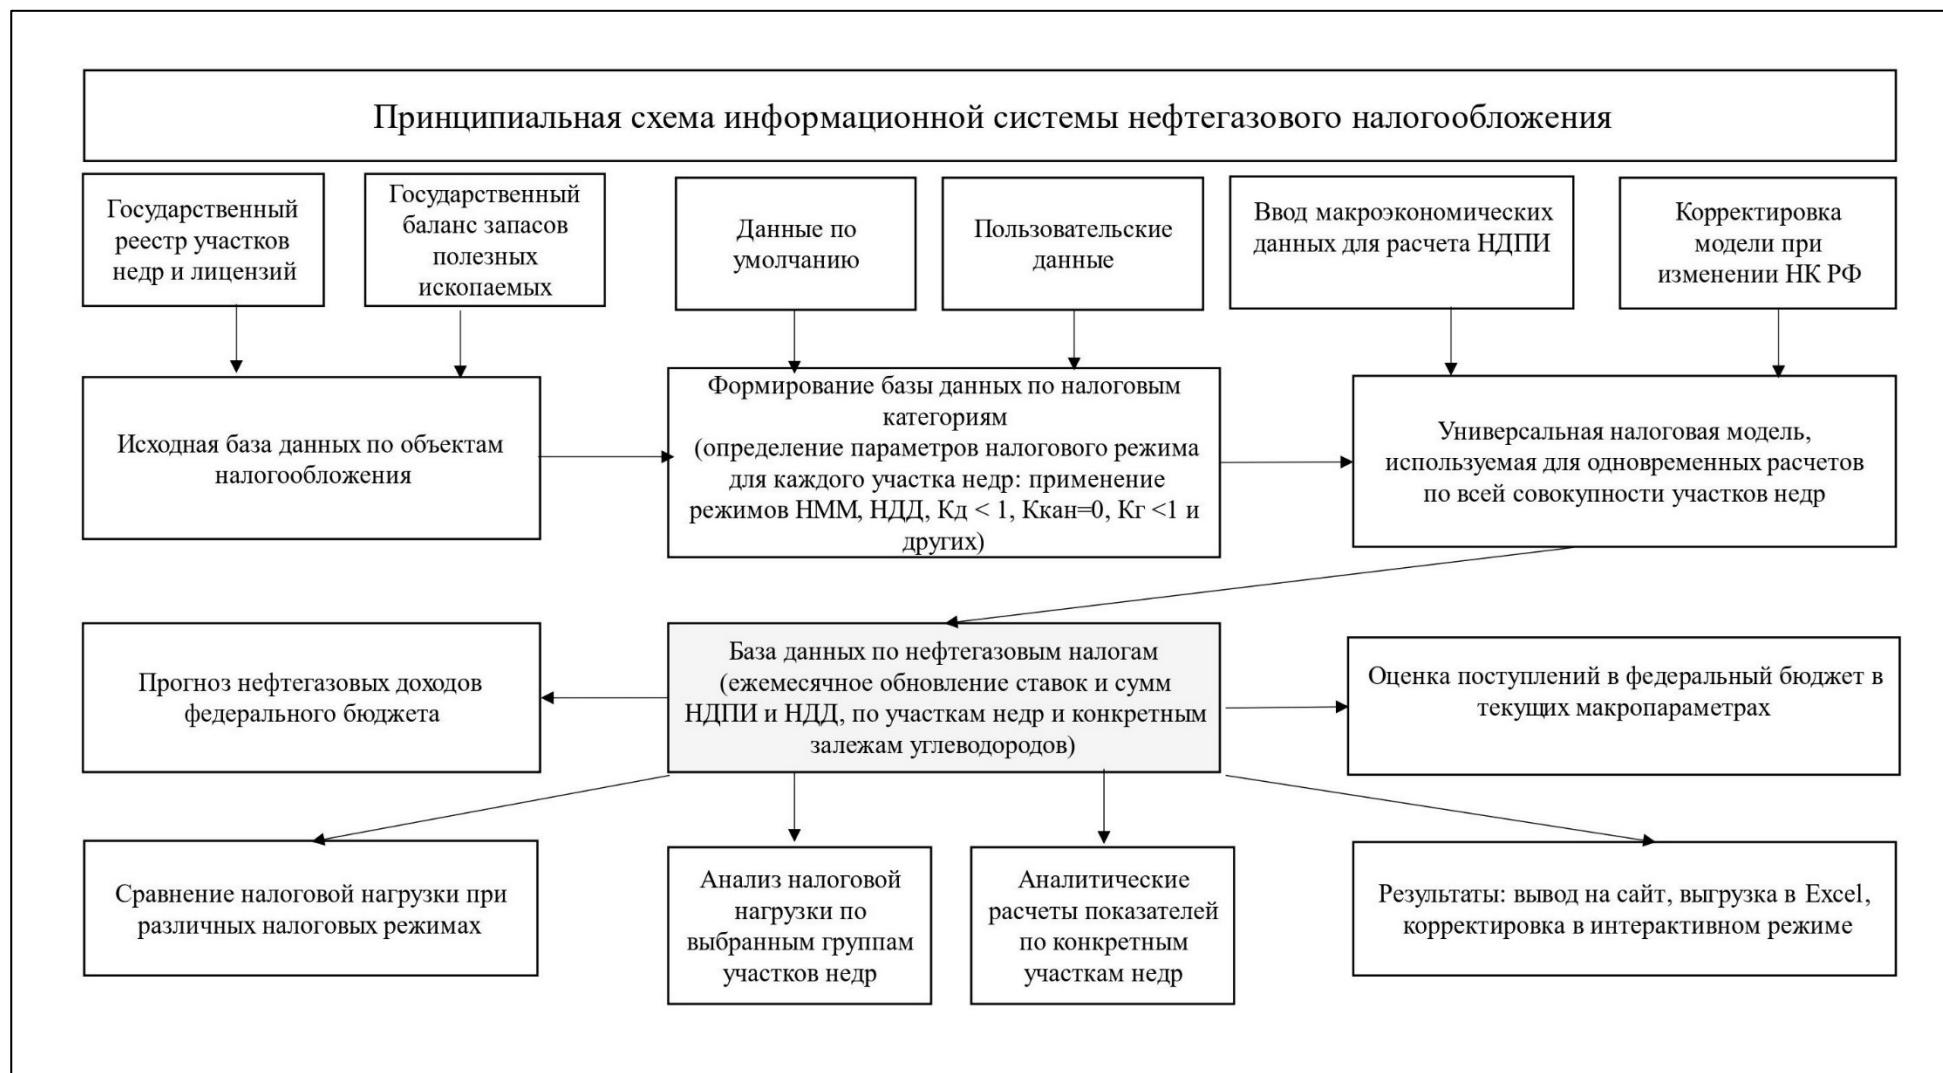 Принципиальная схема информационной системы нефтегазового налогообложения
Государственный
реестр участков
недр и лицензий
Государственный
баланс запасов
полезных
ископаемых
Данные по
умолчанию
Пользовательские
данные
Ввод макроэкономических
данных для расчета НДПИ
Корректировка
модели при
изменении НК РФ
Исходная база данных по объектам
налогообложения
Формирование базы данных по налоговым
категориям
(определение параметров налогового режима
для каждого участка недр: применение
режимов НММ, НДД, Кд < 1, Ккан=0, Кг <1 и
других)
Универсальная налоговая модель,
используемая для одновременных расчетов
по всей совокупности участков недр
Прогноз нефтегазовых доходов
федерального бюджета
База данных по нефтегазовым налогам
(ежемесячное обновление ставок и сумм
НДПИ и НДД, по участкам недр и конкретным
залежам углеводородов)
Оценка поступлений в федеральный бюджет в
текущих макропараметрах
Сравнение налоговой нагрузки при
различных налоговых режимах
Анализ налоговой
нагрузки по
выбранным группам
участков недр
Аналитические
расчеты показателей
по конкретным
участкам недр
Результаты: вывод на сайт, выгрузка в Excel,
корректировка в интерактивном режиме